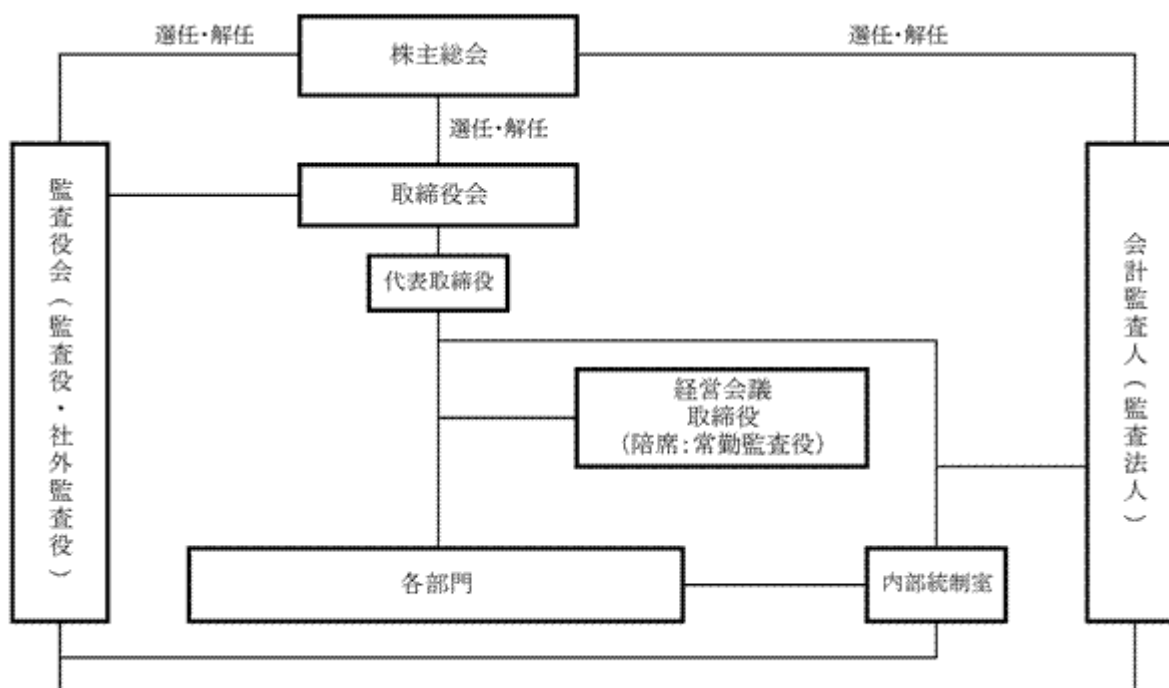 選任・解任
株主総会
選任・解任
選任・解任
取締役会
代表取締役
監査役会(監査役・社外監査役)
会計監査人(監査法人)
経営会議
取締役
(陪席:常勤監査役)
各部門
内部統制室